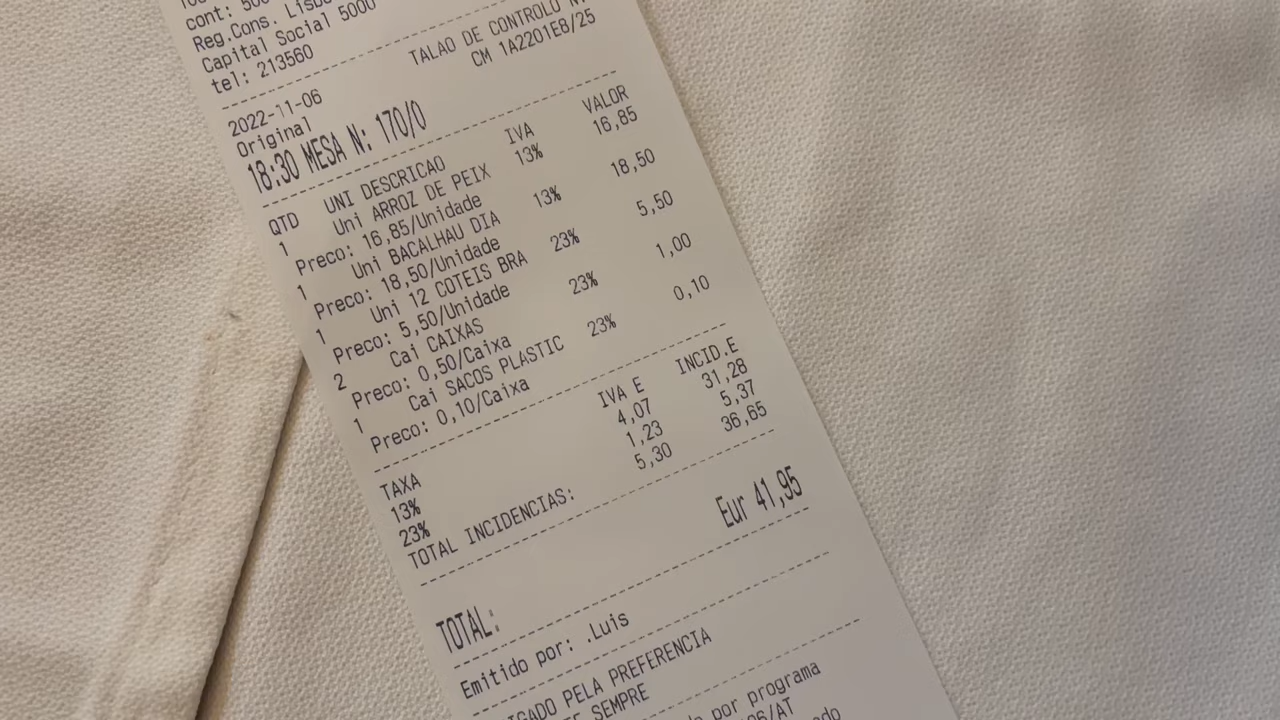 cont: 500
Reg.Cons. Lisbo
Capital Social 5000
tel: 213560
TALAO DE CONTROLO N.
CM 1A2201E8/25
2022-11-06
Original
18:30 MESA N: 170/0
QTD UNI DESCRICAO IVA VALOR
1 Uni ARROZ DE PEIX 13% 16,85
Preco: 16,85/Unidade
1 Uni BACALHAU DIA 13% 18,50
Preco: 18,50/Unidade
1 Uni 12 COTEIS BRA 23% 5,50
Preco: 5,50/Unidade
2 Cai CAIXAS 23% 1,00
Preco: 0,50/Caixa
1 Cai SACOS PLASTIC 23% 0,10
Preco: 0,10/Caixa
TAXA IVA E INCID.E
13% 4,07 31,28
23% 1,23 5,37
TOTAL INCIDENCIAS: 5,30 36,65
TOTAL: Eur 41,95
Emitido por: .Luis
IGADO PELA PREFERENCIA
SEMPRE
do por programa
6/AT